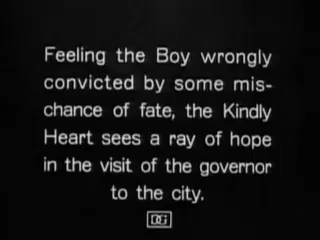 Feeling the Boy wrongly
convicted by some mis-
chance of fate, the Kindly
Heart sees a ray of hope
in the visit of the governor
to the city.
DG